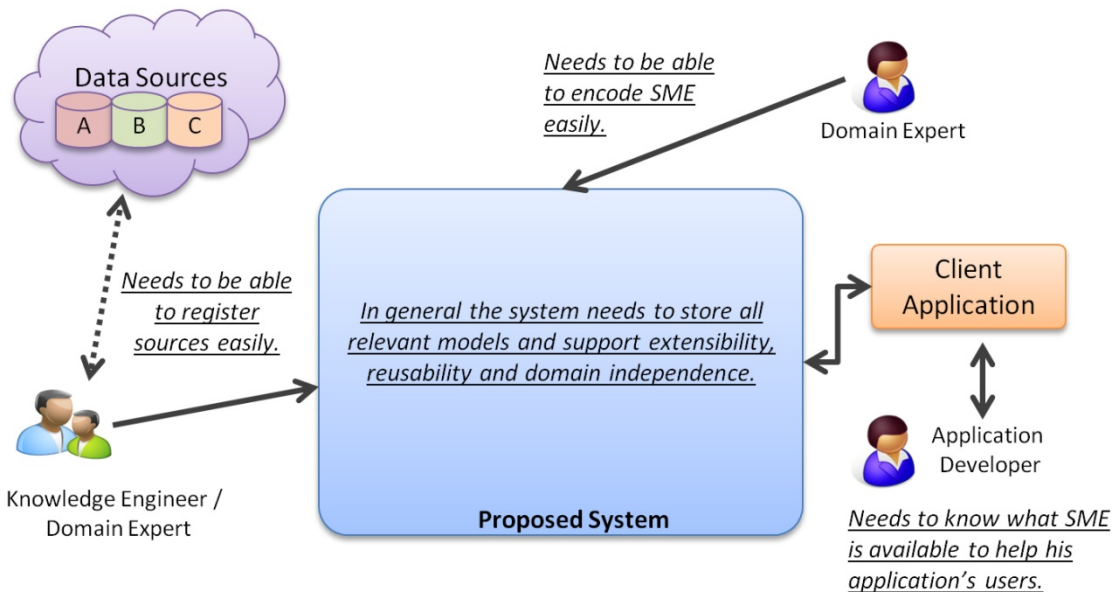 Data Sources
A B C
Needs to be able
to encode SME
easily.
Domain Expert
Needs to be able
to register
sources easily.
In general the system needs to store all
relevant models and support extensibility,
reusability and domain independence.
Proposed System
Client
Application
Knowledge Engineer /
Domain Expert
Application
Developer
Needs to know what SME
is available to help his
application's users.